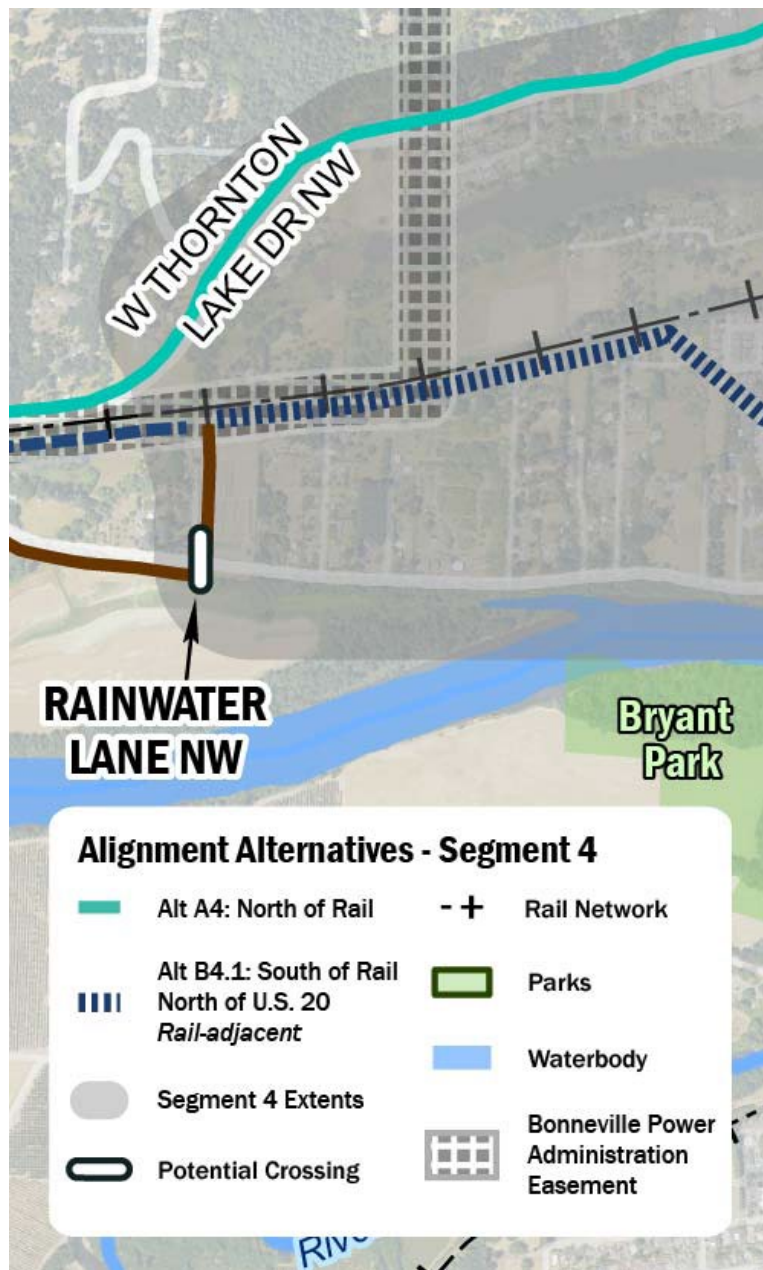 W THORNTON
LAKE DR NW
RAINWATER
LANE NW
Bryant
Park
Alignment Alternatives - Segment 4
Alt A4: North of Rail
Alt B4.1: South of Rail
North of U.S. 20
Rail-adjacent
Segment 4 Extents
Potential Crossing
Rail Network
Parks
Waterbody
Bonneville Power
Administration
Easement